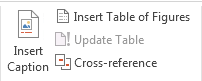 Insert Table of Figures
Update Table
Cross-reference
Insert
Caption